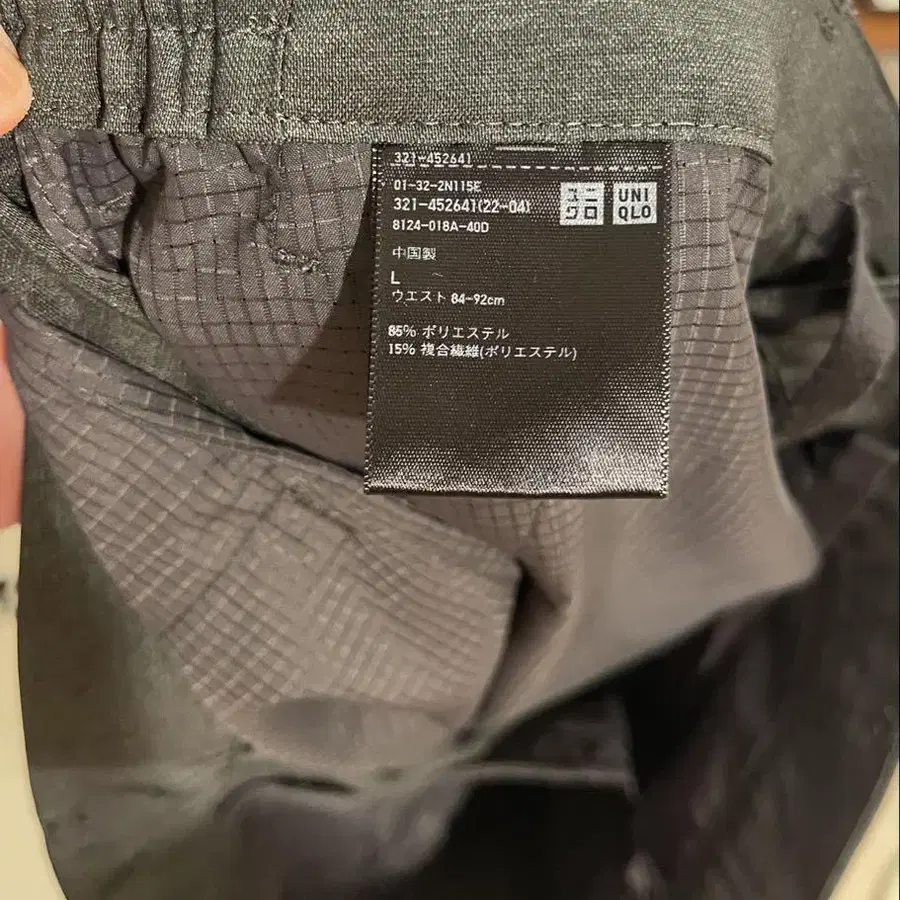 321-452641
01-32-2N115E
321-452641(22-04)
8124-018A-40D
ユニ
クロ
UNI
QLO
中国製
L
ウエスト 84-92cm
85% ポリエステル
15% 複合繊維(ポリエステル)